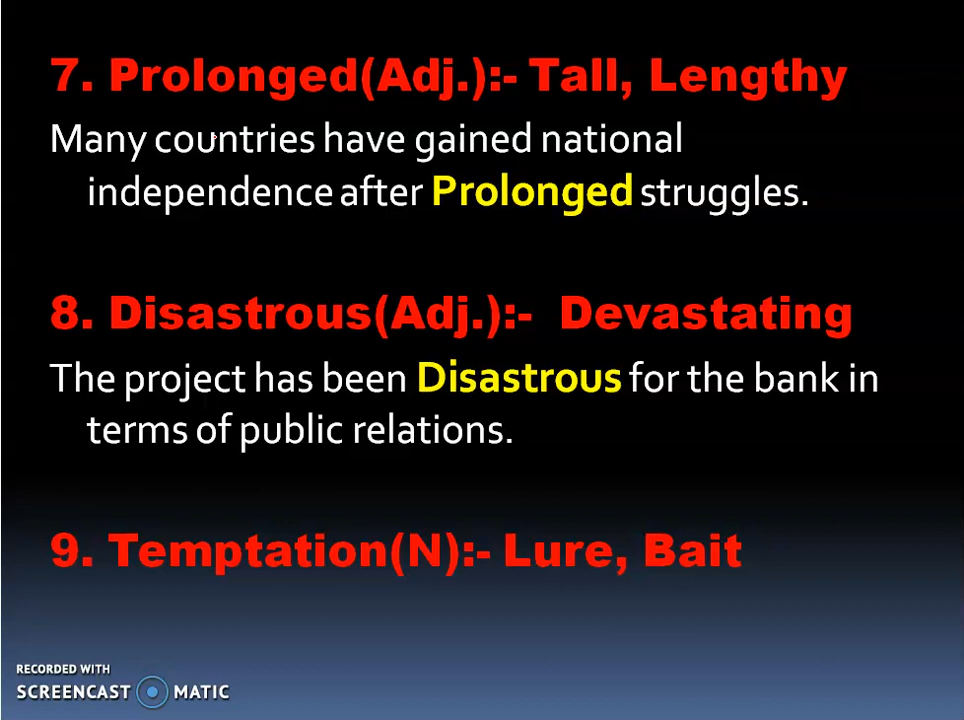 7. Prolonged(Adj.):- Tall, Lengthy
Many countries have gained national
independence after Prolonged struggles.
8. Disastrous(Adj.):- Devastating
The project has been Disastrous for the bank in
terms of public relations.
9. Temptation(N):- Lure, Bait
RECORDED WITH
SCREENCAST MATIC